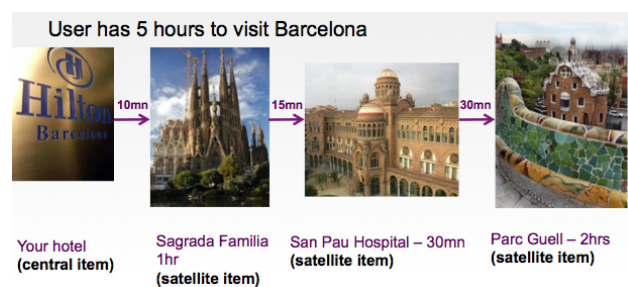 User has 5 hours to visit Barcelona
Hilton
Barcelona
10mn
15mn
30mn
Your hotel
(central item)
Sagrada Familia
1hr
(satellite item)
San Pau Hospital – 30mn
(satellite item)
Parc Guell – 2hrs
(satellite item)